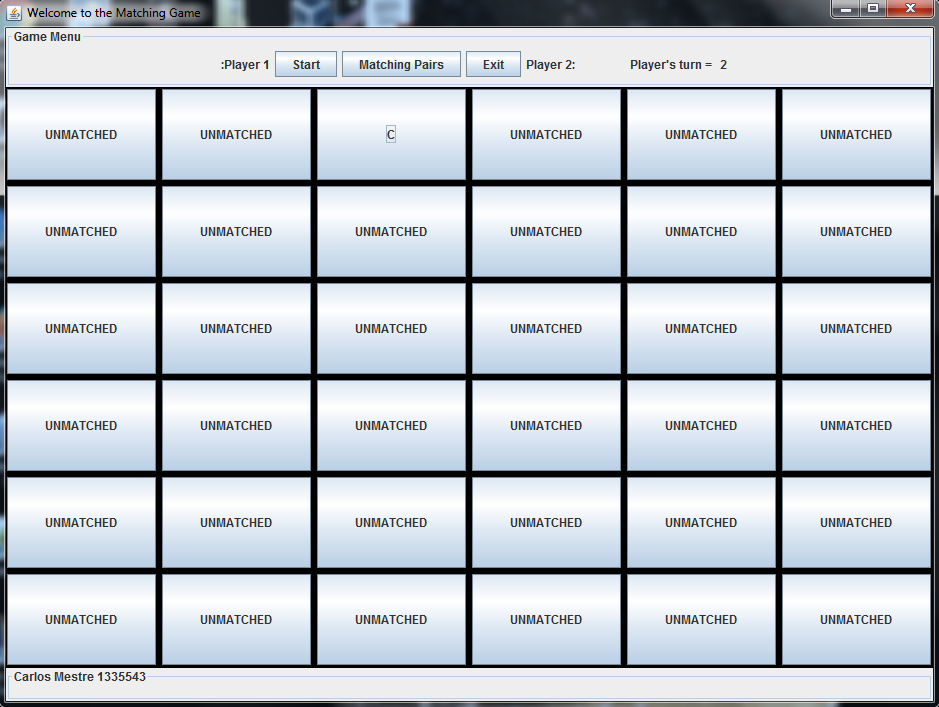 Welcome to the Matching Game
Game Menu
:Player 1 Start Matching Pairs Exit Player 2: Player's turn = 2
UNMATCHED UNMATCHED C UNMATCHED UNMATCHED UNMATCHED
UNMATCHED UNMATCHED UNMATCHED UNMATCHED UNMATCHED UNMATCHED
UNMATCHED UNMATCHED UNMATCHED UNMATCHED UNMATCHED UNMATCHED
UNMATCHED UNMATCHED UNMATCHED UNMATCHED UNMATCHED UNMATCHED
UNMATCHED UNMATCHED UNMATCHED UNMATCHED UNMATCHED UNMATCHED
UNMATCHED UNMATCHED UNMATCHED UNMATCHED UNMATCHED UNMATCHED
Carlos Mestre 1335543